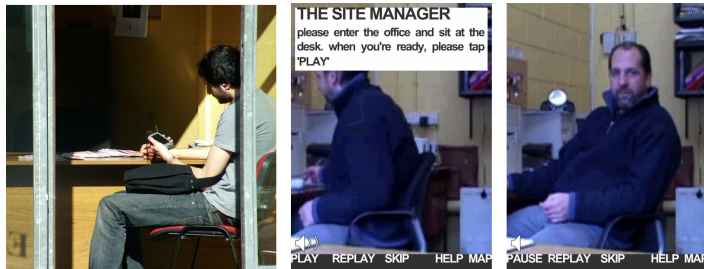 THE SITE MANAGER
please enter the office and sit at the
desk. when you're ready, please tap
'PLAY'
PLAY REPLAY SKIP HELP MAP
PAUSE REPLAY SKIP HELP MAP